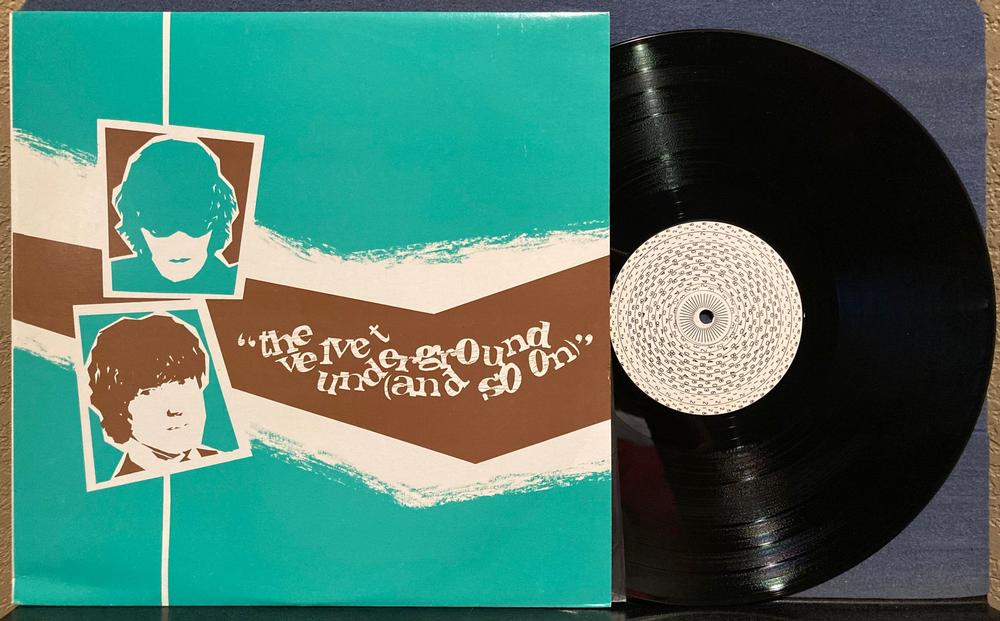 “the velvet
underground
(and so on)”